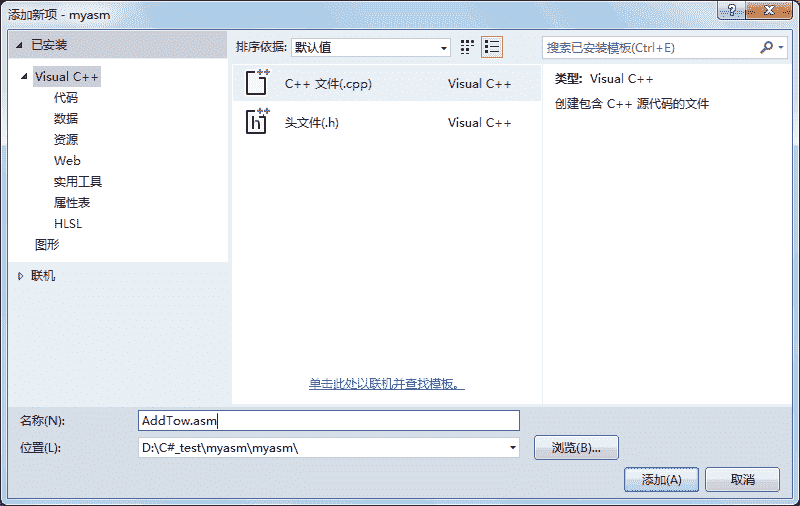 添加新项 - myasm
已安装
Visual C++
代码
数据
资源
Web
实用工具
属性表
HLSL
图形
联机
排序依据: 默认值
C++ 文件(.cpp) Visual C++
头文件(.h) Visual C++
单击此处以联机并查找模板。
搜索已安装模板(Ctrl+E)
类型: Visual C++
创建包含 C++ 源代码的文件
名称(N): AddTow.asm
位置(L): D:\C#_test\myasm\myasm\ 浏览(B)...
添加(A) 取消